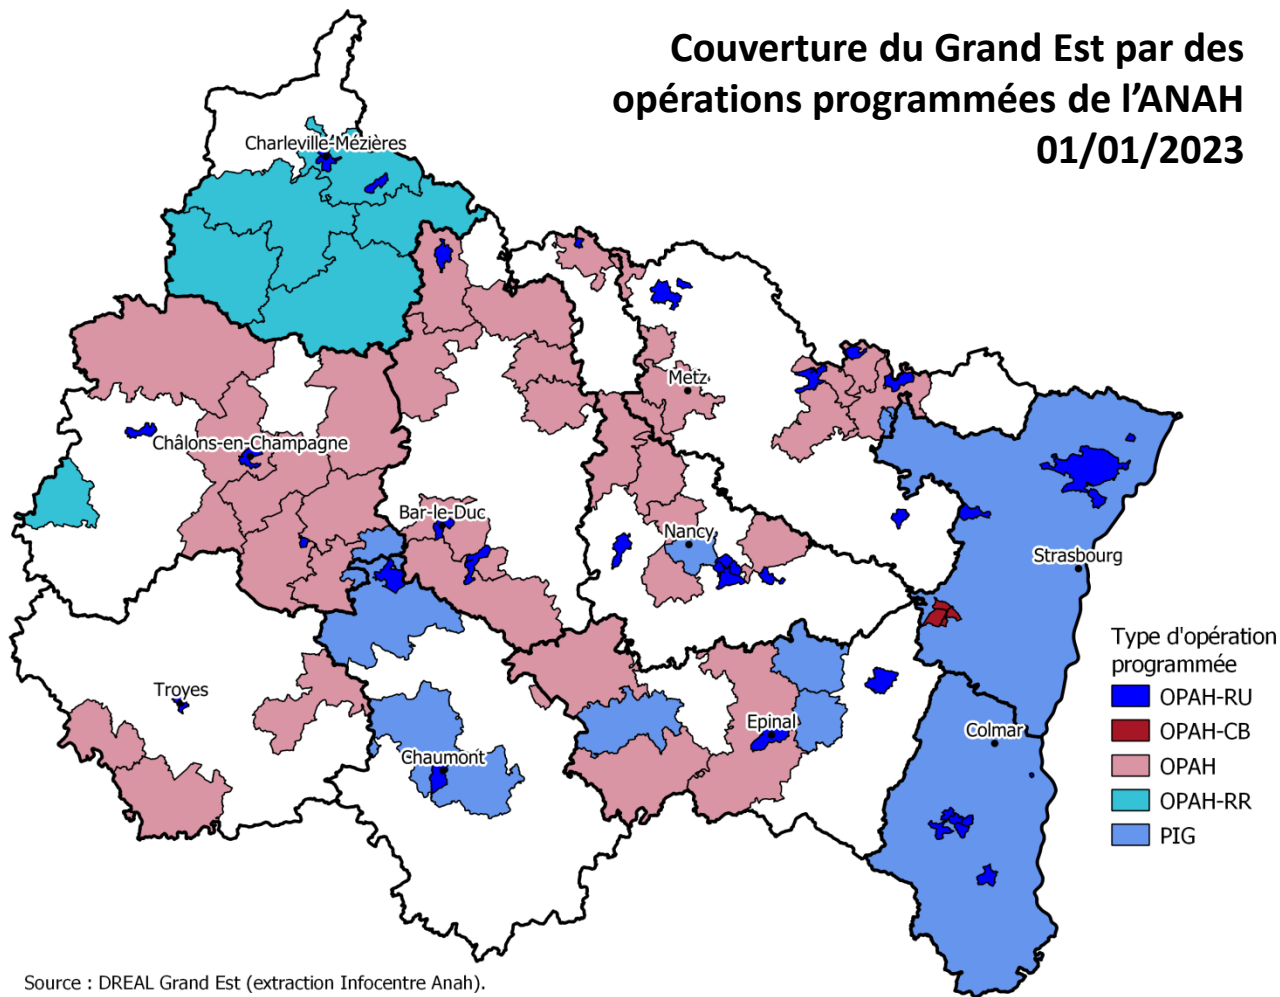 Couverture du Grand Est par des
opérations programmées de l’ANAH
01/01/2023
Charleville-Mézières
Metz
Châlons-en-Champagne
Bar-le-Duc
Nancy
Strasbourg
Troyes
Epinal
Colmar
Chaumont
Type d'opération
programmée
OPAH-RU
OPAH-CB
OPAH
OPAH-RR
PIG
Source : DREAL Grand Est (extraction Infocentre Anah).